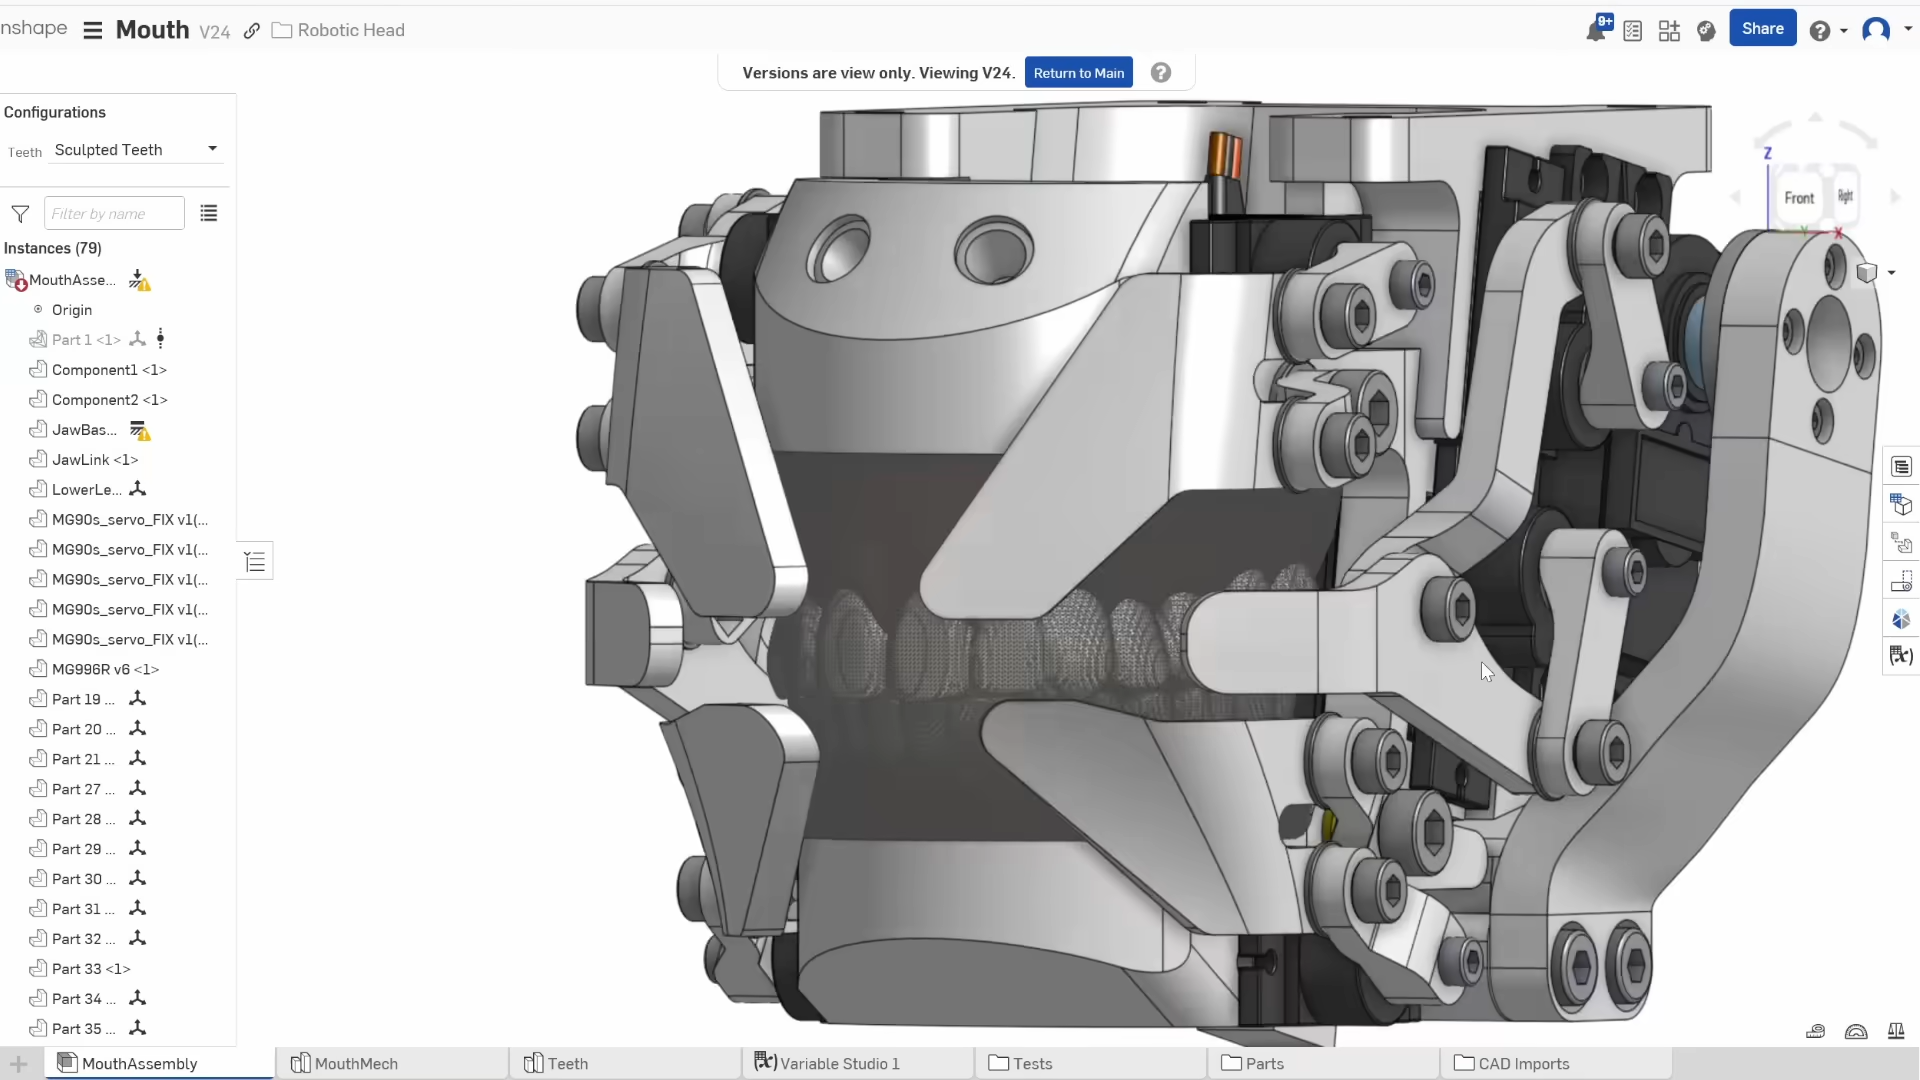 nshape Mouth V24 Robotic Head 9+ Share
Versions are view only. Viewing V24. Return to Main
Configurations
Teeth Sculpted Teeth
Filter by name
Instances (79)
MouthAsse...
Origin
Part 1 <1>
Component1 <1>
Component2 <1>
JawBas...
JawLink <1>
LowerLe...
MG90s_servo_FIX v1(...
MG90s_servo_FIX v1(...
MG90s_servo_FIX v1(...
MG90s_servo_FIX v1(...
MG90s_servo_FIX v1(...
MG996R v6 <1>
Part 19 ...
Part 20 ...
Part 21 ...
Part 27 ...
Part 28 ...
Part 29 ...
Part 30 ...
Part 31 ...
Part 32 ...
Part 33 <1>
Part 34 ...
Part 35 ...
Z
Front Right
Y X
MouthAssembly MouthMech Teeth Variable Studio 1 Tests Parts CAD Imports